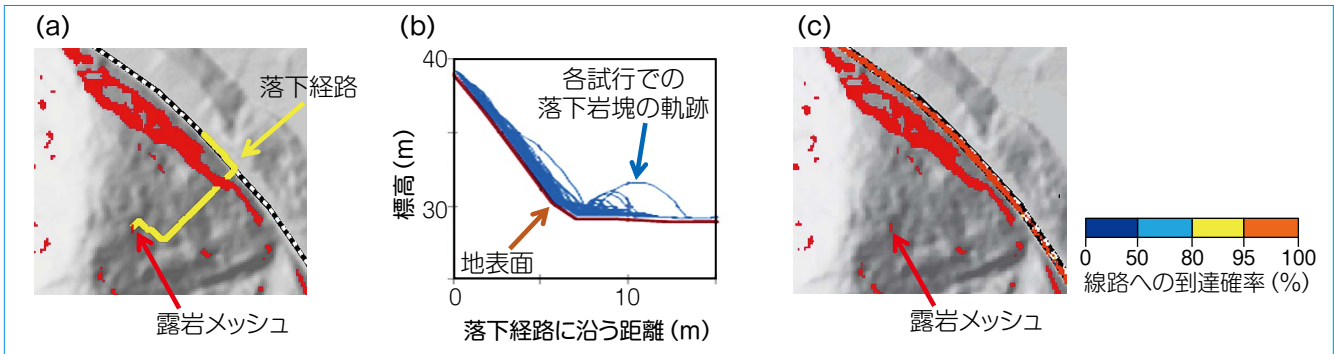 (a)
落下経路
露岩メッシュ
(b)
40
30
標高(m)
各試行での
落下岩塊の軌跡
地表面
0
10
落下経路に沿う距離(m)
(c)
露岩メッシュ
0 50 80 95 100
線路への到達確率(%)